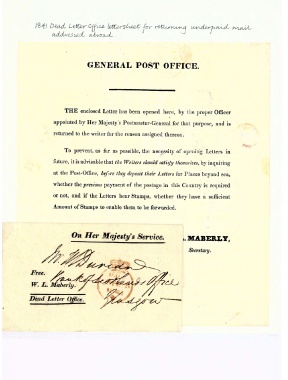 1841 Dead Letter Office lettersheet for returning underpaid mail
addressed abroad.
GENERAL POST OFFICE.
THE enclosed Letter has been opened here, by the proper Officer
appointed by Her Majesty's Postmaster-General for that purpose, and is
returned to the writer for the reason assigned thereon.
To prevent, as far as possible, the necessity of opening Letters in
future, it is advisable that the Writers should satisfy themselves, by inquiring
at the Post-Office, before they deposit their Letters for Places beyond sea,
whether the previous payment of the postage in this Country is required
or not, and if the Letters bear Stamps, whether they have a sufficient
Amount of Stamps to enable them to be forwarded.
L. MABERLY,
Secretary.
On Her Majesty's Service.
Mr W
Free.
Bank of Scotland's Office
W. L. Maberly.
Glasgow
Dead Letter Office.